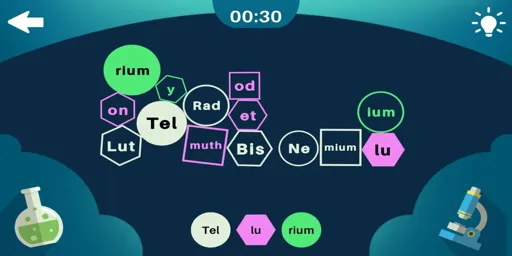 00:30
rium
y
od
on
Rad
et
ium
Tel
Lut
muth
Bis
Ne
mium
lu
Tel
lu
rium